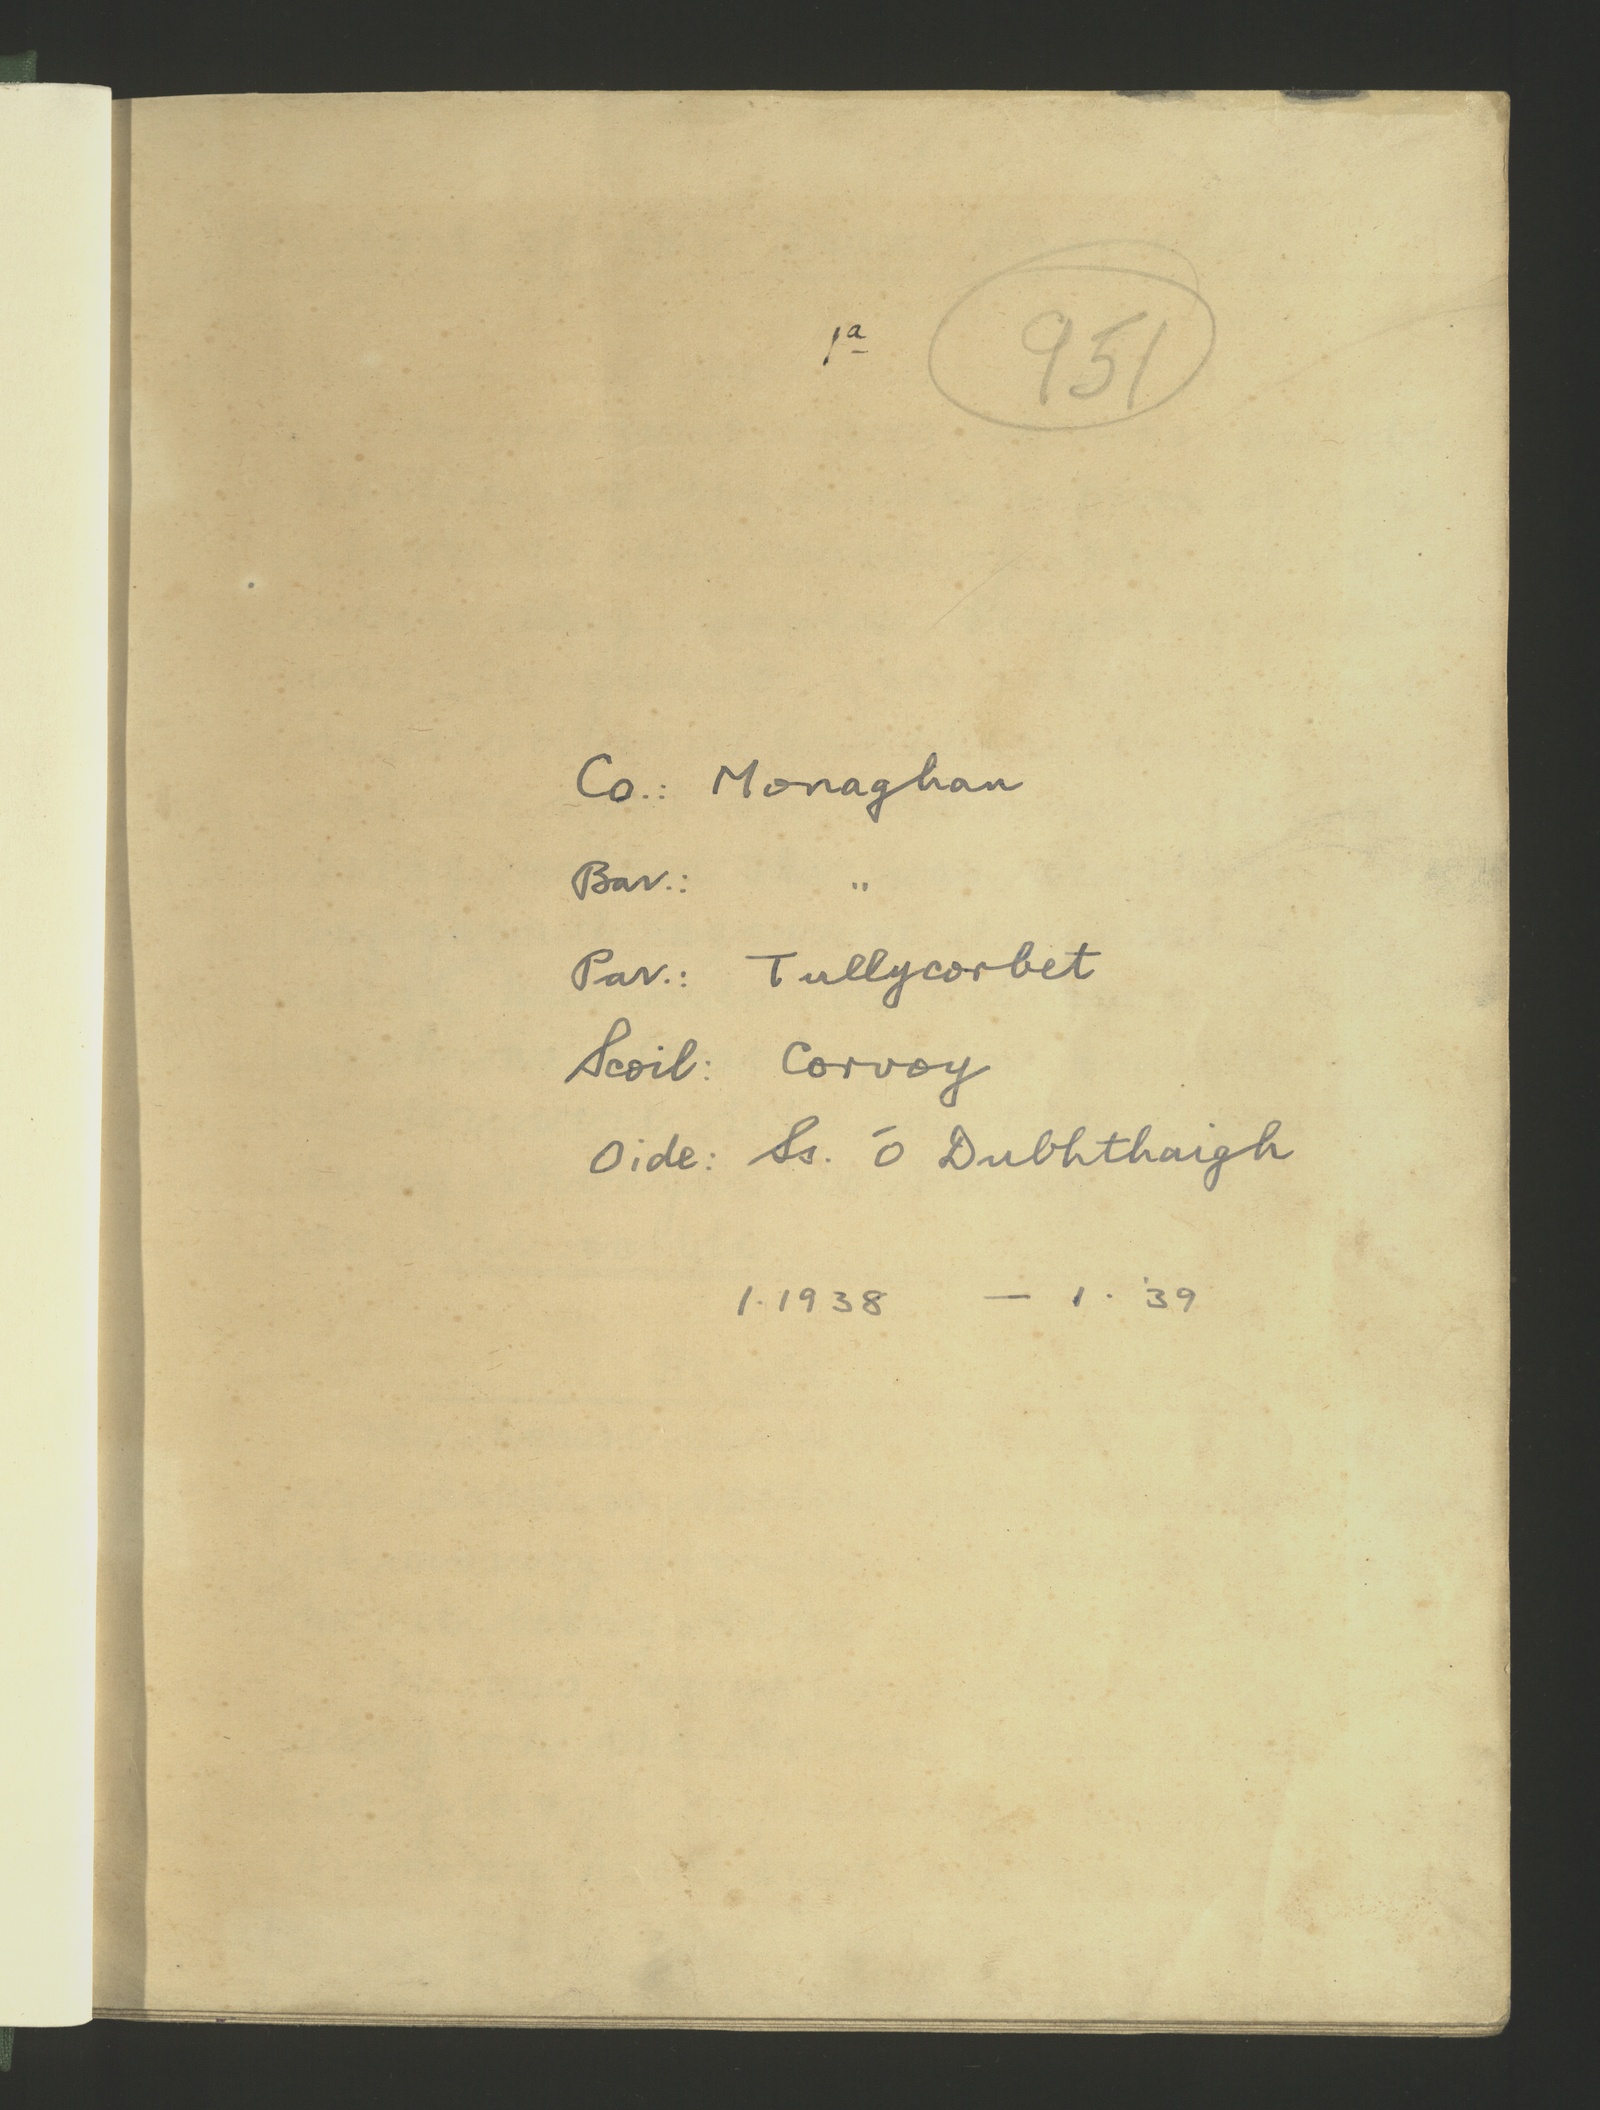 1a 951
Co.: Monaghan
Bar.: "
Par.: Tullycorbet
Scoil: Corvoy
Oide: Ss. Ó Dubhthaigh
1.1938 — 1. '39